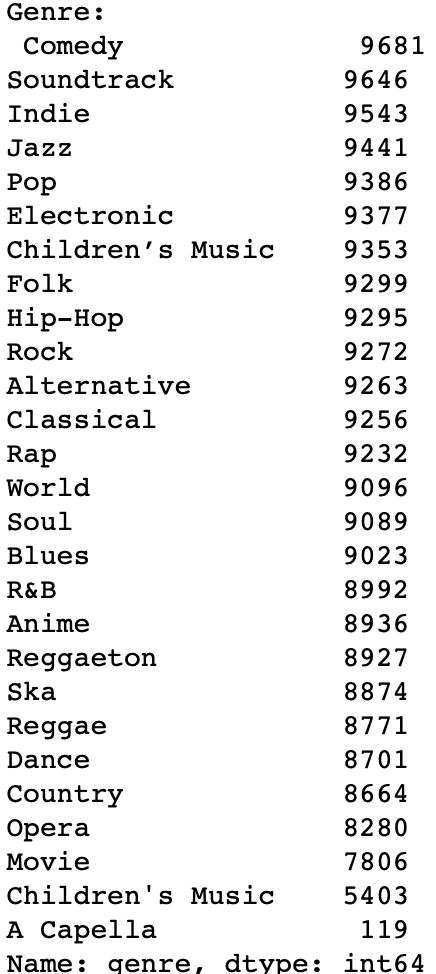 Genre:
 Comedy              9681
Soundtrack          9646
Indie               9543
Jazz                9441
Pop                 9386
Electronic          9377
Children’s Music    9353
Folk                9299
Hip-Hop             9295
Rock                9272
Alternative         9263
Classical           9256
Rap                 9232
World               9096
Soul                9089
Blues               9023
R&B                 8992
Anime               8936
Reggaeton           8927
Ska                 8874
Reggae              8771
Dance               8701
Country             8664
Opera               8280
Movie               7806
Children's Music    5403
A Capella            119
Name: genre, dtype: int64